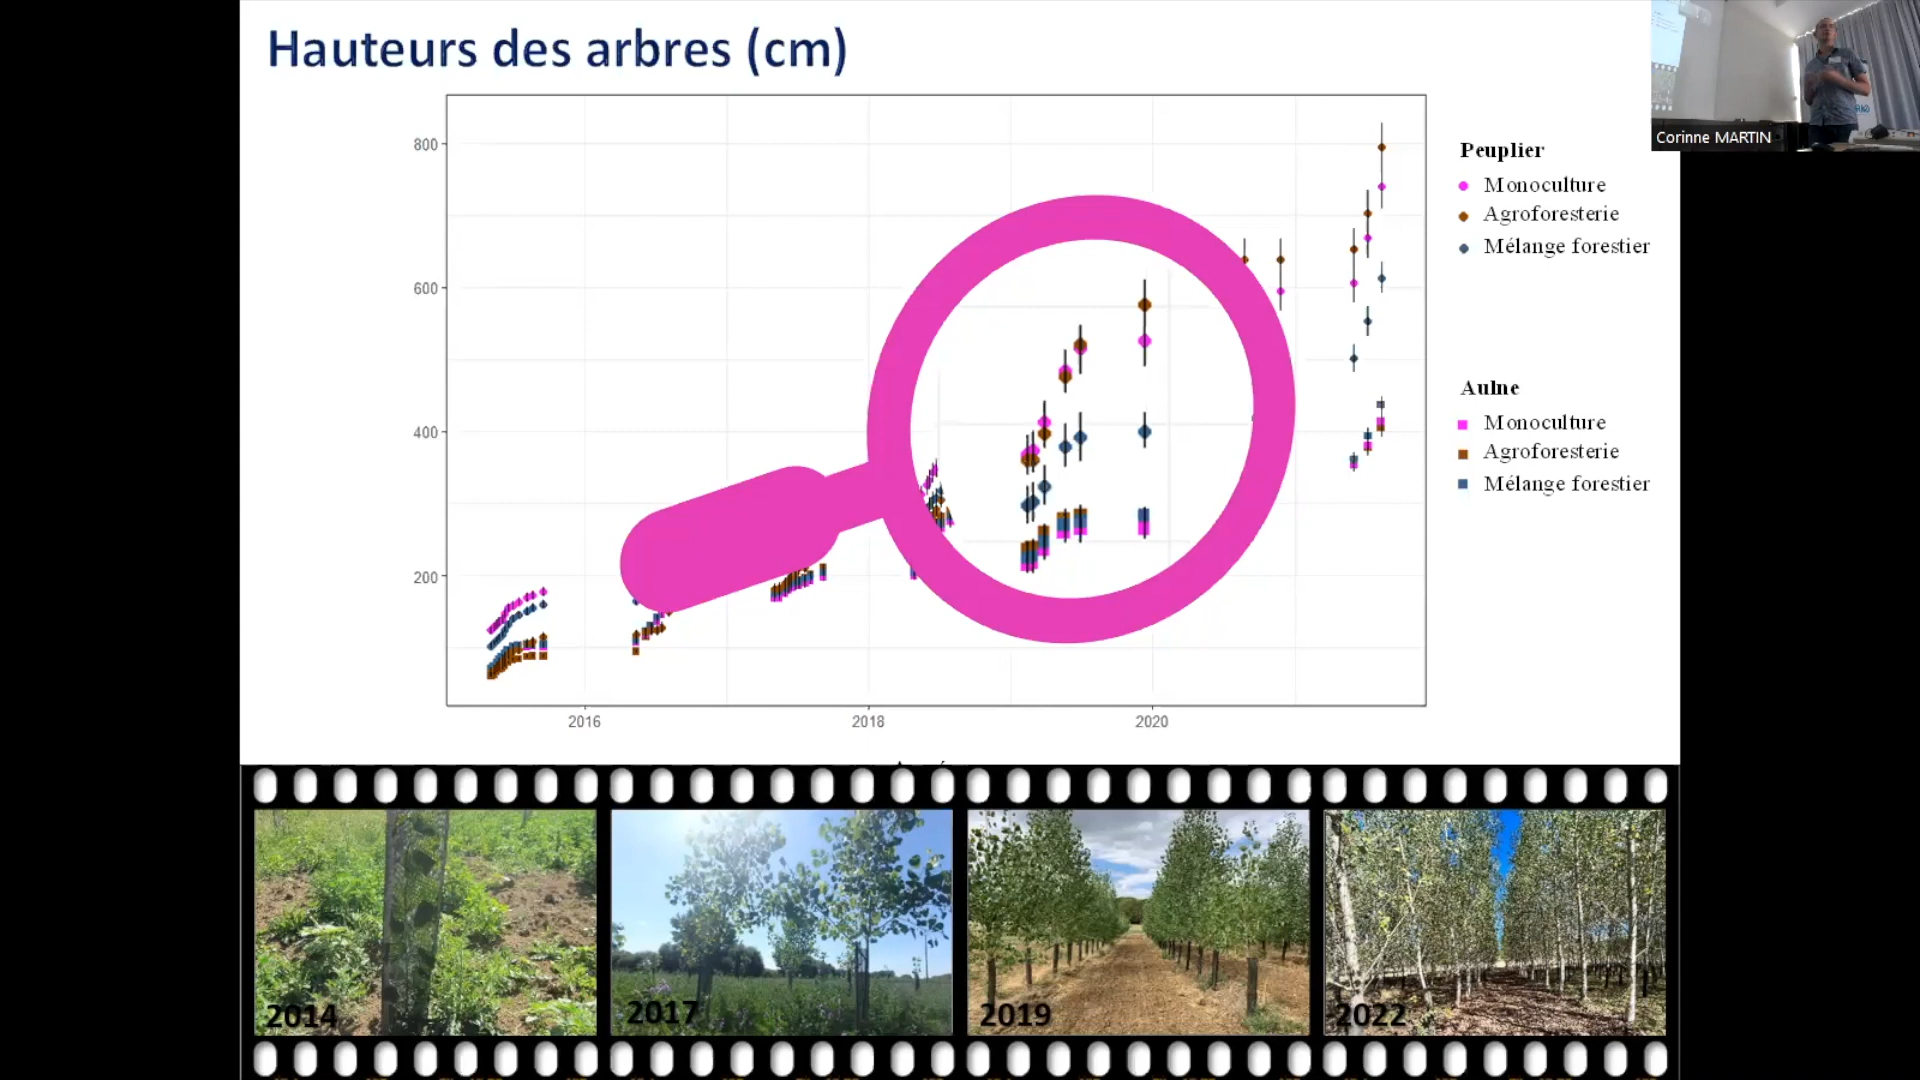 Hauteurs des arbres (cm)
Corinne MARTIN
800
600
400
200
2016
2018
2020
Peuplier
Monoculture
Agroforesterie
Mélange forestier
Aulne
Monoculture
Agroforesterie
Mélange forestier
2014
2017
2019
2022